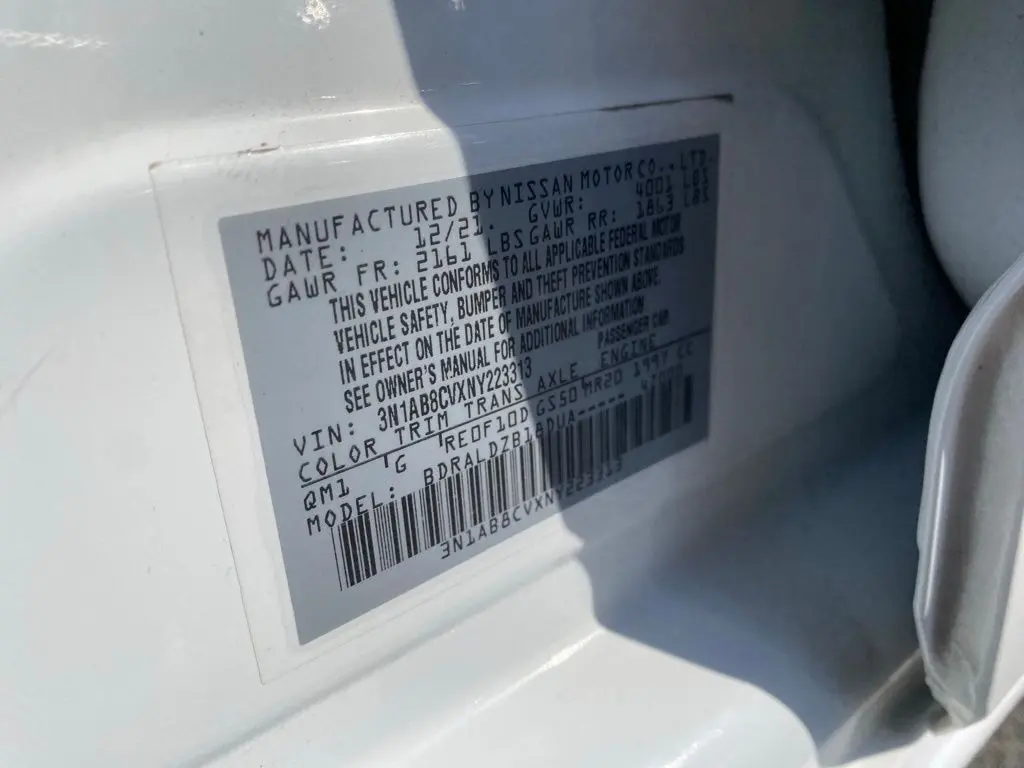 MANUFACTURED BY NISSAN MOTOR CO., LTD.
DATE: 12/21. GVWR: 4001 LBS
GAWR FR: 2161 LBS GAWR RR: 1863 LBS
THIS VEHICLE CONFORMS TO ALL APPLICABLE FEDERAL MOTOR
VEHICLE SAFETY, BUMPER AND THEFT PREVENTION STANDARDS
IN EFFECT ON THE DATE OF MANUFACTURE SHOWN ABOVE.
SEE OWNER'S MANUAL FOR ADDITIONAL INFORMATION
VIN: 3N1AB8CVXNY223313 PASSENGER CAR
COLOR TRIM TRANS AXLE ENGINE
QM1 G RE0F10D GS50 MR20 1997 CC
MODEL: BDRALDZB18DUA-----
3N1AB8CVXNY223313